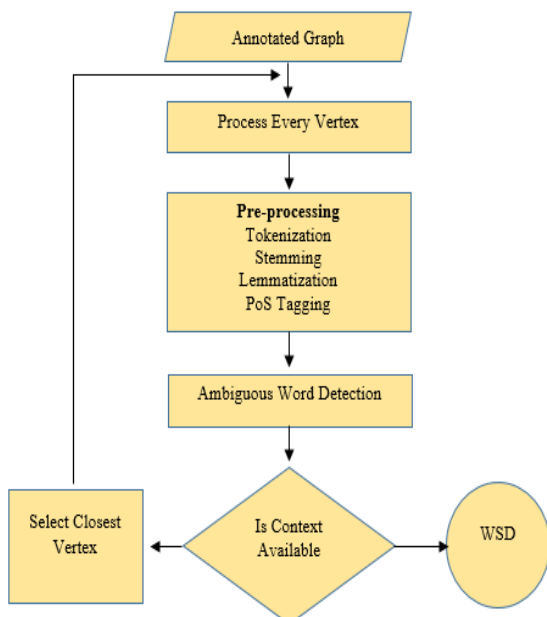 Annotated Graph
Process Every Vertex
Pre-processing
Tokenization
Stemming
Lemmatization
PoS Tagging
Ambiguous Word Detection
Select Closest
Vertex
Is Context
Available
WSD